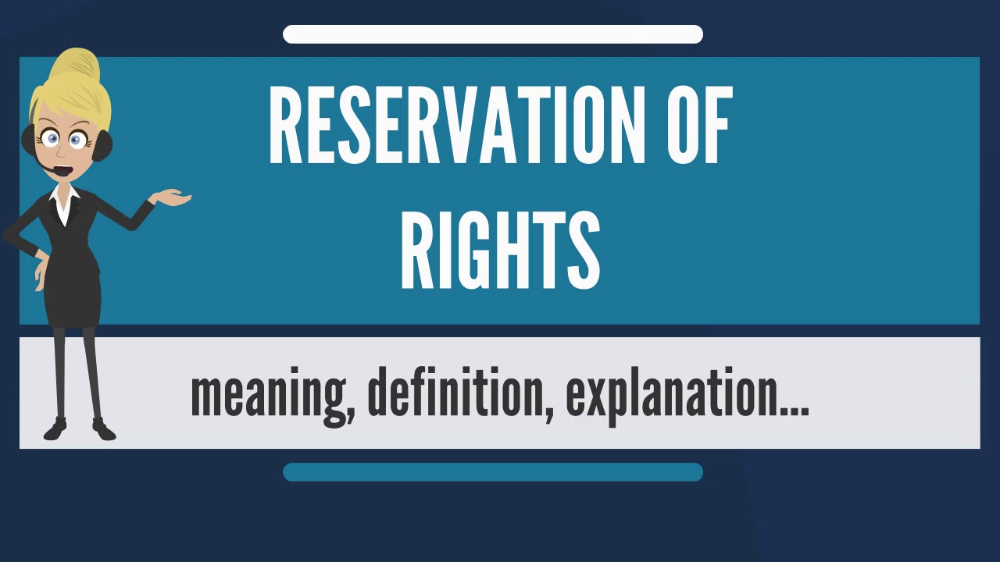 RESERVATION OF
RIGHTS
meaning, definition, explanation...